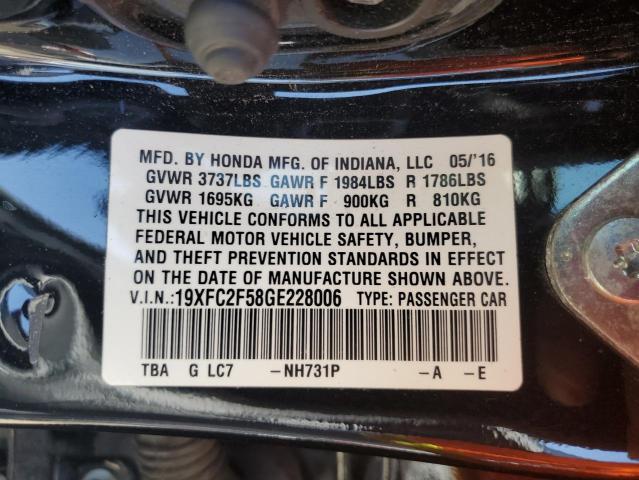 MFD. BY HONDA MFG. OF INDIANA, LLC 05/'16
GVWR 3737LBS GAWR F 1984LBS R 1786LBS
GVWR 1695KG GAWR F 900KG R 810KG
THIS VEHICLE CONFORMS TO ALL APPLICABLE
FEDERAL MOTOR VEHICLE SAFETY, BUMPER,
AND THEFT PREVENTION STANDARDS IN EFFECT
ON THE DATE OF MANUFACTURE SHOWN ABOVE.
V.I.N.:19XFC2F58GE228006 TYPE: PASSENGER CAR
TBA G LC7 –NH731P –A –E